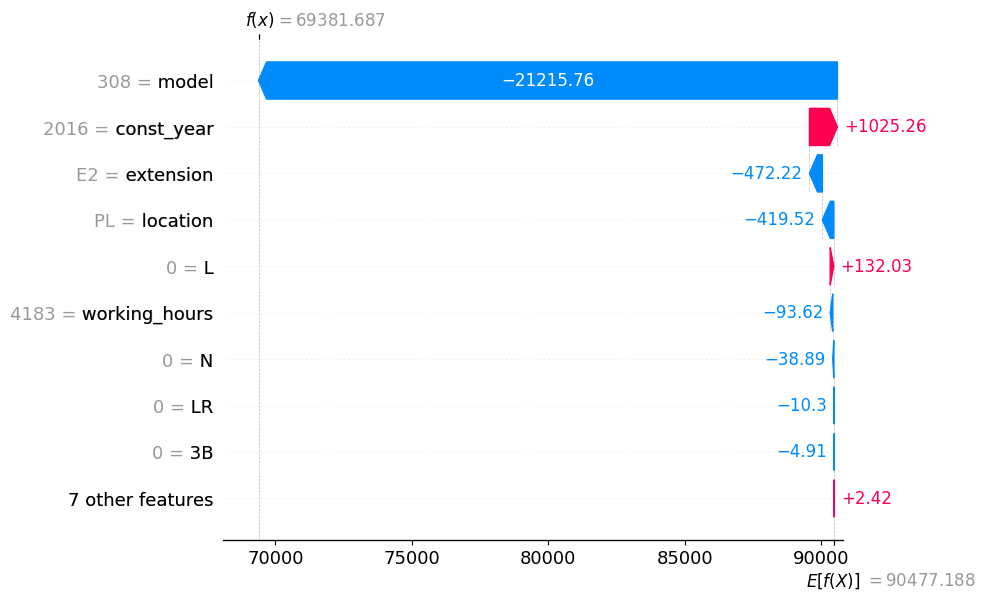 f(x) = 69381.687
308 = model −21215.76
2016 = const_year +1025.26
E2 = extension −472.22
PL = location −419.52
0 = L +132.03
4183 = working_hours −93.62
0 = N −38.89
0 = LR −10.3
0 = 3B −4.91
7 other features +2.42
70000 75000 80000 85000 90000
E[f(X)] = 90477.188